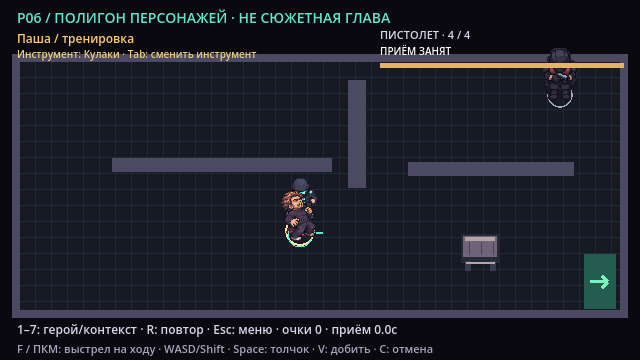 P06 / ПОЛИГОН ПЕРСОНАЖЕЙ · НЕ СЮЖЕТНАЯ ГЛАВА
Паша / тренировка
Инструмент: Кулаки · Tab: сменить инструмент
ПИСТОЛЕТ · 4 / 4
ПРИЁМ ЗАНЯТ
1–7: герой/контекст · R: повтор · Esc: меню · очки 0 · приём 0.0с
F / ПКМ: выстрел на ходу · WASD/Shift · Space: толчок · V: добить · C: отмена